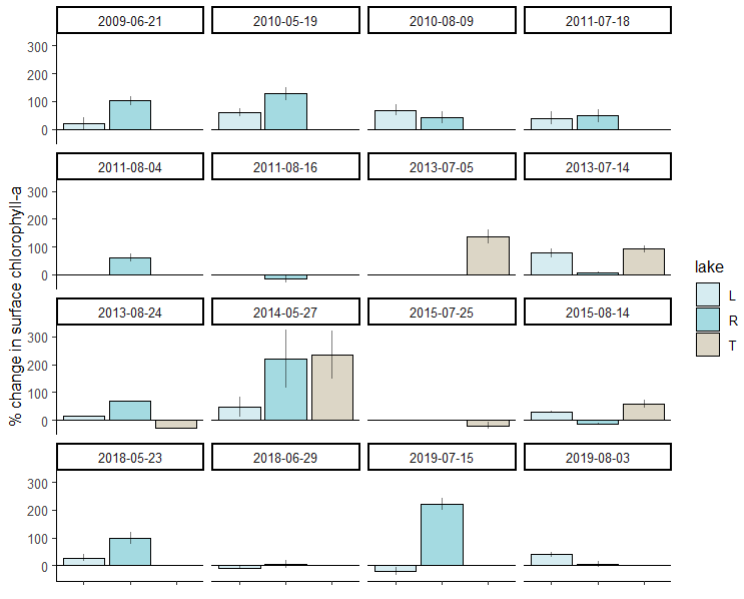 2009-06-21 2010-05-19 2010-08-09 2011-07-18
300
200
100
0
2011-08-04 2011-08-16 2013-07-05 2013-07-14
300
200
100
0
% change in surface chlorophyll-a
lake
L
R
T
2013-08-24 2014-05-27 2015-07-25 2015-08-14
300
200
100
0
2018-05-23 2018-06-29 2019-07-15 2019-08-03
300
200
100
0